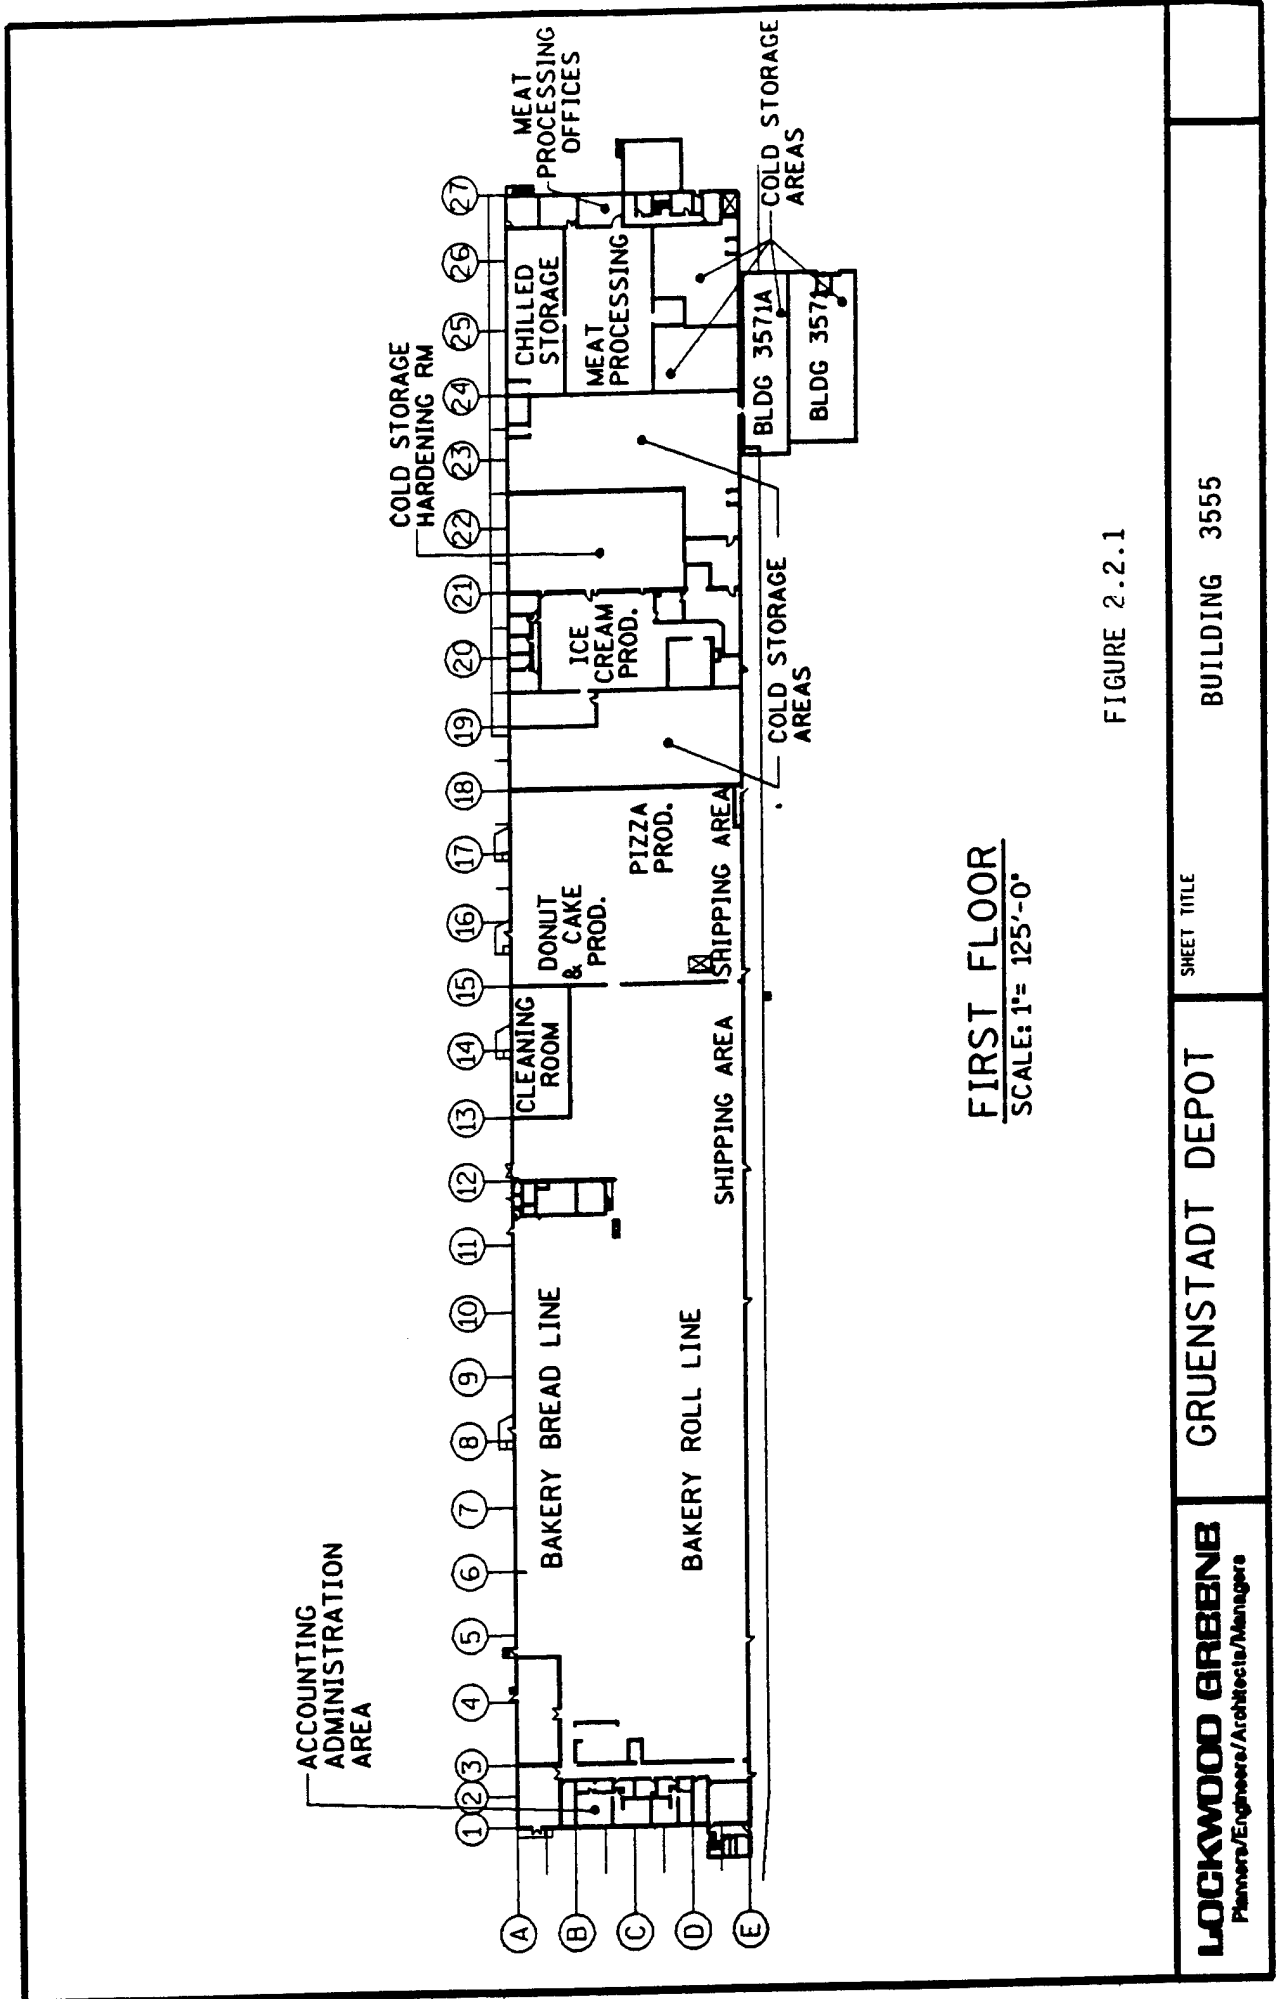 ACCOUNTING
ADMINISTRATION
AREA
COLD STORAGE
HARDENING RM
MEAT
PROCESSING
OFFICES
1
2
3
4
5
6
7
8
9
10
11
12
13
14
15
16
17
18
19
20
21
22
23
24
25
26
27
A
B
C
D
E
BAKERY BREAD LINE
BAKERY ROLL LINE
CLEANING
ROOM
SHIPPING AREA
DONUT
& CAKE
PROD.
PIZZA
PROD.
SHIPPING AREA
ICE
CREAM
PROD.
CHILLED
STORAGE
MEAT
PROCESSING
COLD STORAGE
AREAS
COLD STORAGE
AREAS
BLDG 3571A
BLDG 3571
FIRST FLOOR
SCALE: 1"= 125'-0"
FIGURE 2.2.1
LOCKWOOD GREENE
Planners/Engineers/Architects/Managers
GRUENSTADT DEPOT
SHEET TITLE
BUILDING 3555